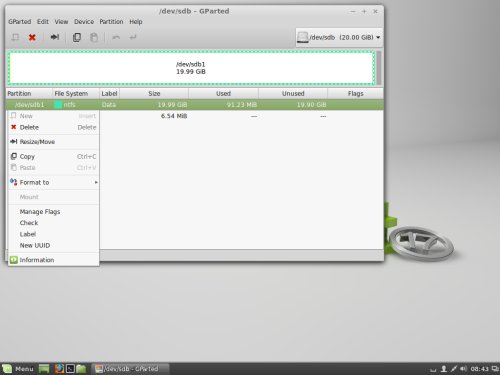 /dev/sdb - GParted
GParted Edit View Device Partition Help
/dev/sdb (20.00 GiB)
/dev/sdb1
19.99 GiB
Partition File System Label Size Used Unused Flags
/dev/sdb1 ntfs Data 19.99 GiB 91.23 MiB 19.90 GiB
6.54 MiB --- ---
New Insert
Delete Delete
Resize/Move
Copy Ctrl+C
Paste Ctrl+V
Format to
Mount
Manage Flags
Check
Label
New UUID
Information
Menu /dev/sdb - GParted 08:43